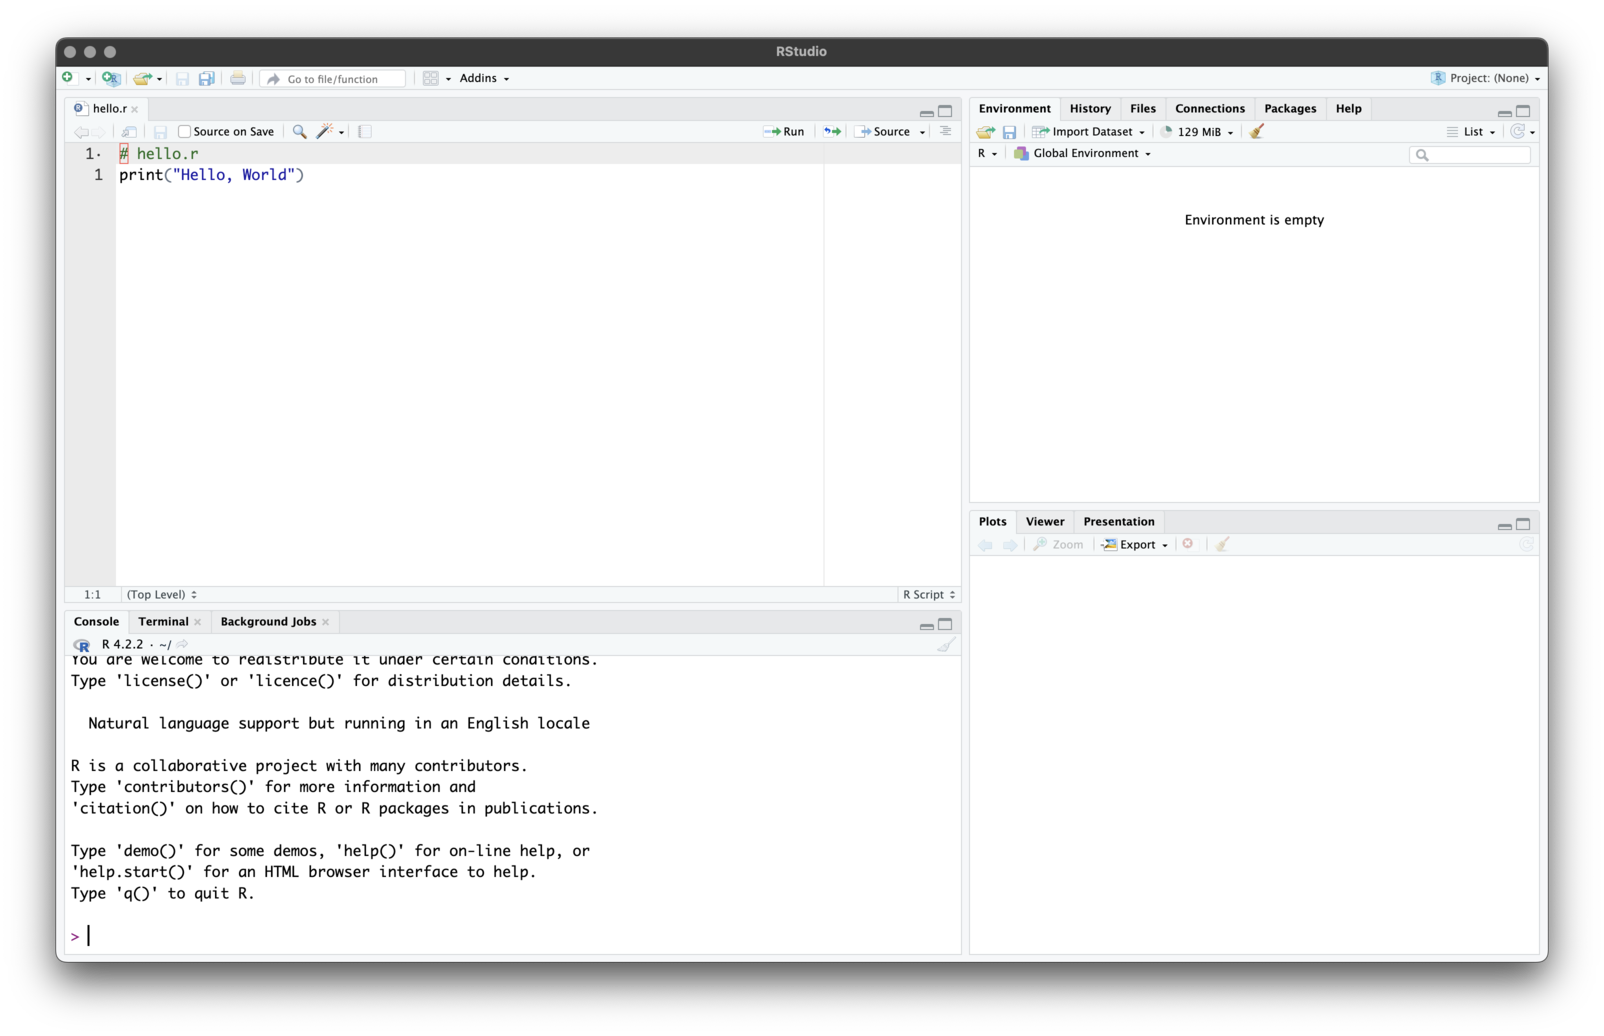 RStudio
Go to file/function
Addins
Project: (None)
hello.r
Source on Save
Run
Source
1 # hello.r
1 print("Hello, World")
1:1 (Top Level)
R Script
Console Terminal Background Jobs
R 4.2.2 · ~/
You are welcome to redistribute it under certain conditions.
Type 'license()' or 'licence()' for distribution details.
Natural language support but running in an English locale
R is a collaborative project with many contributors.
Type 'contributors()' for more information and
'citation()' on how to cite R or R packages in publications.
Type 'demo()' for some demos, 'help()' for on-line help, or
'help.start()' for an HTML browser interface to help.
Type 'q()' to quit R.
>
Environment History Files Connections Packages Help
Import Dataset 129 MiB List
R Global Environment
Environment is empty
Plots Viewer Presentation
Zoom Export